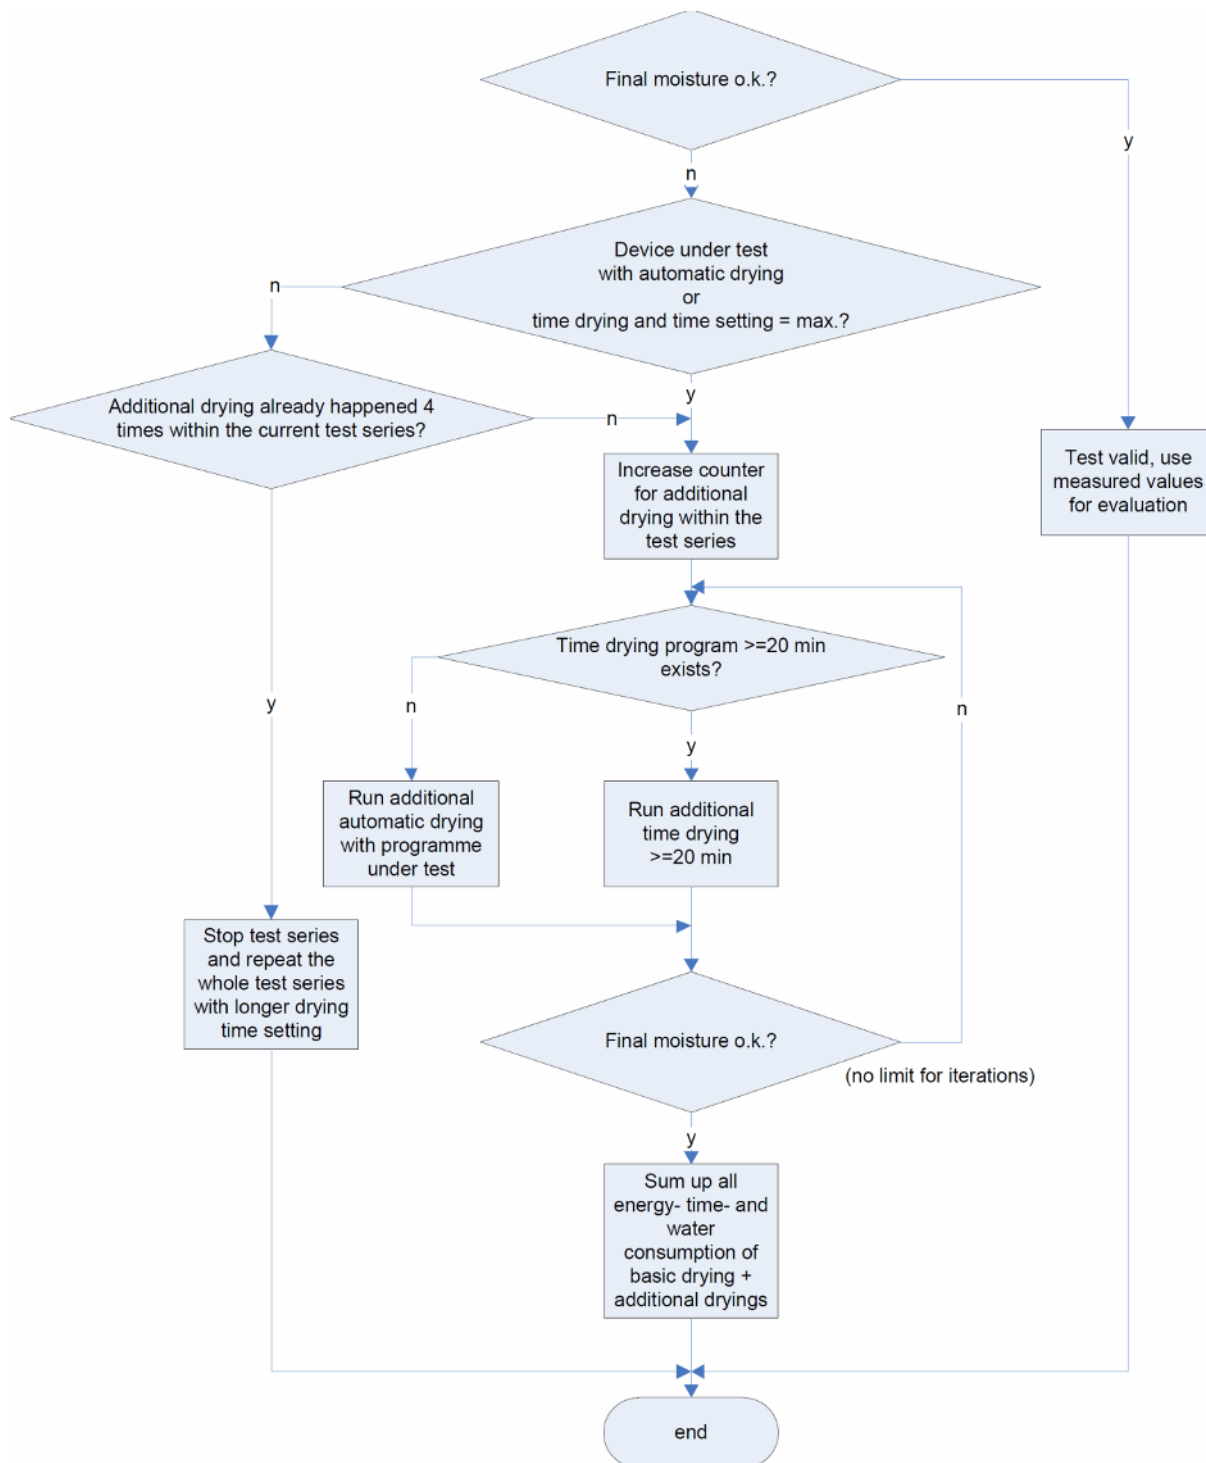 Final moisture o.k.?
y
n
Device under test
with automatic drying
or
time drying and time setting = max.?
n
y
Additional drying already happened 4
times within the current test series?
n
Increase counter
for additional
drying within the
test series
Test valid, use
measured values
for evaluation
Time drying program >=20 min
exists?
y
n
n
y
Run additional
automatic drying
with programme
under test
Run additional
time drying
>=20 min
Stop test series
and repeat the
whole test series
with longer drying
time setting
Final moisture o.k.?
(no limit for iterations)
y
Sum up all
energy- time- and
water
consumption of
basic drying +
additional dryings
end